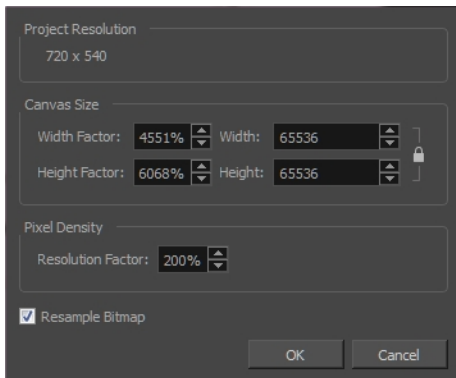 Project Resolution
720 x 540
Canvas Size
Width Factor: 4551% Width: 65536
Height Factor: 6068% Height: 65536
Pixel Density
Resolution Factor: 200%
Resample Bitmap
OK Cancel